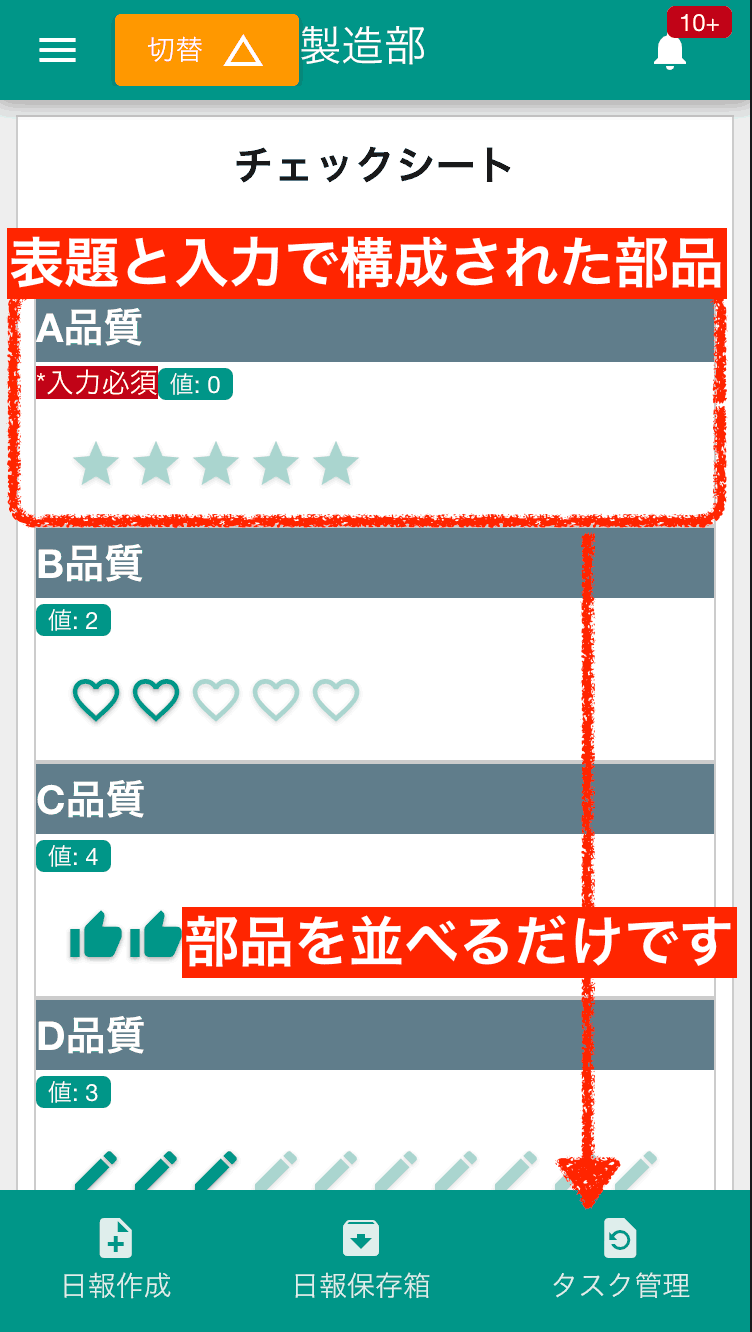 切替
製造部
10+
チェックシート
表題と入力で構成された部品
A品質
*入力必須 値: 0
B品質
値: 2
C品質
値: 4
部品を並べるだけです
D品質
値: 3
日報作成 日報保存箱 タスク管理